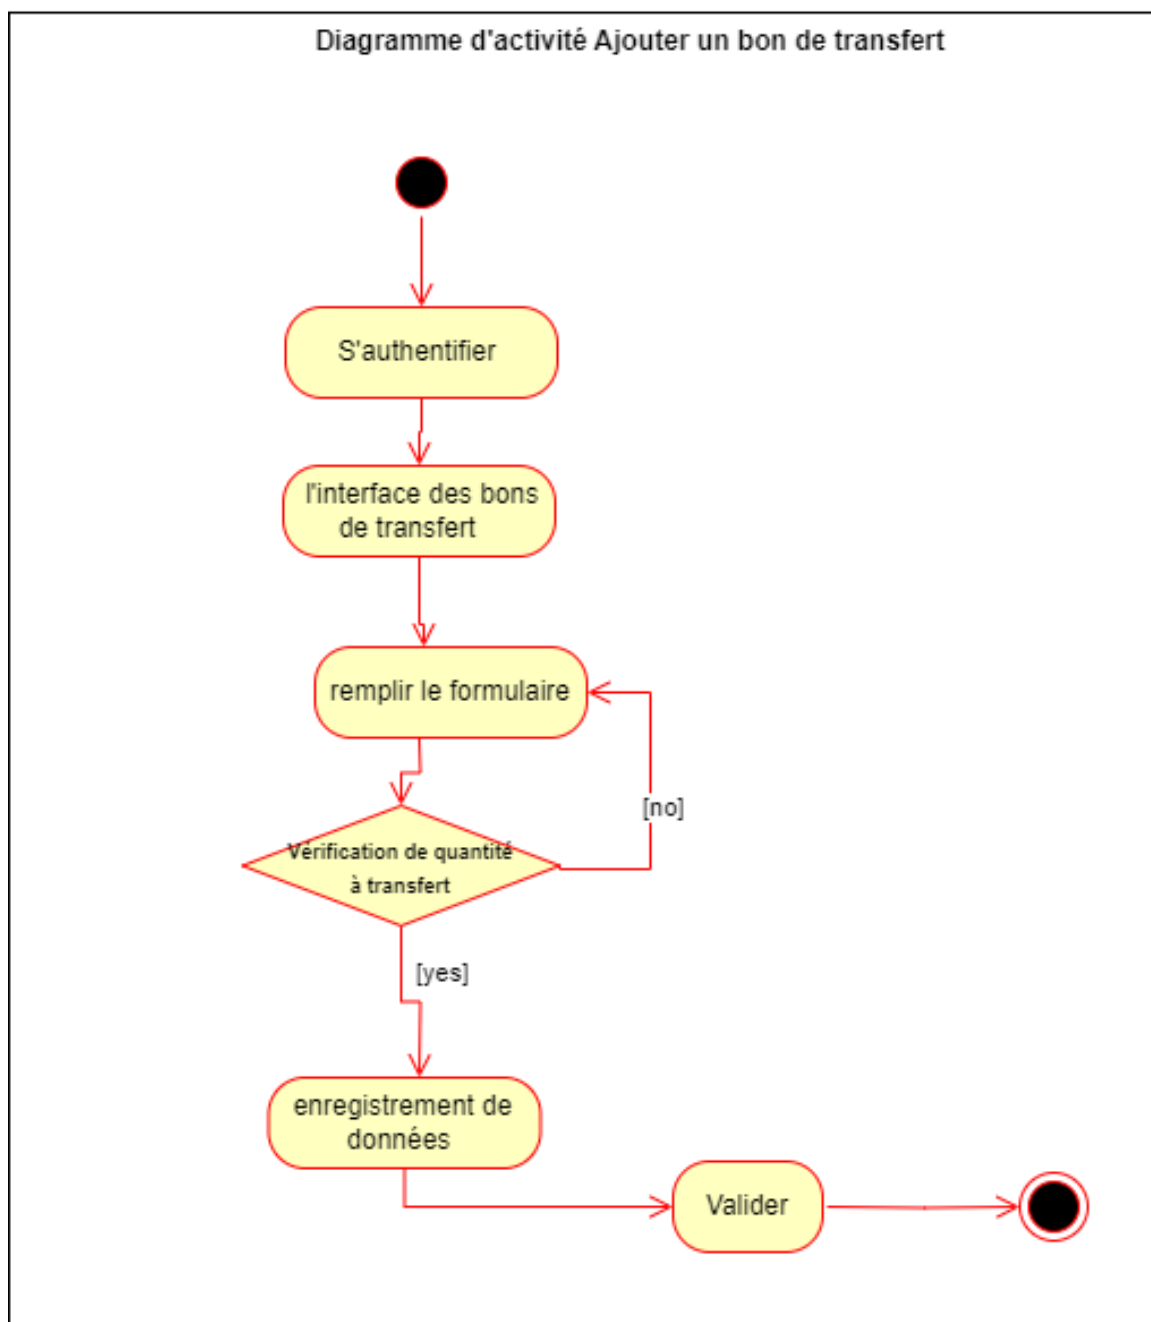 Diagramme d'activité Ajouter un bon de transfert
S'authentifier
l'interface des bons
de transfert
remplir le formulaire
[no]
Vérification de quantité
à transfert
[yes]
enregistrement de
données
Valider